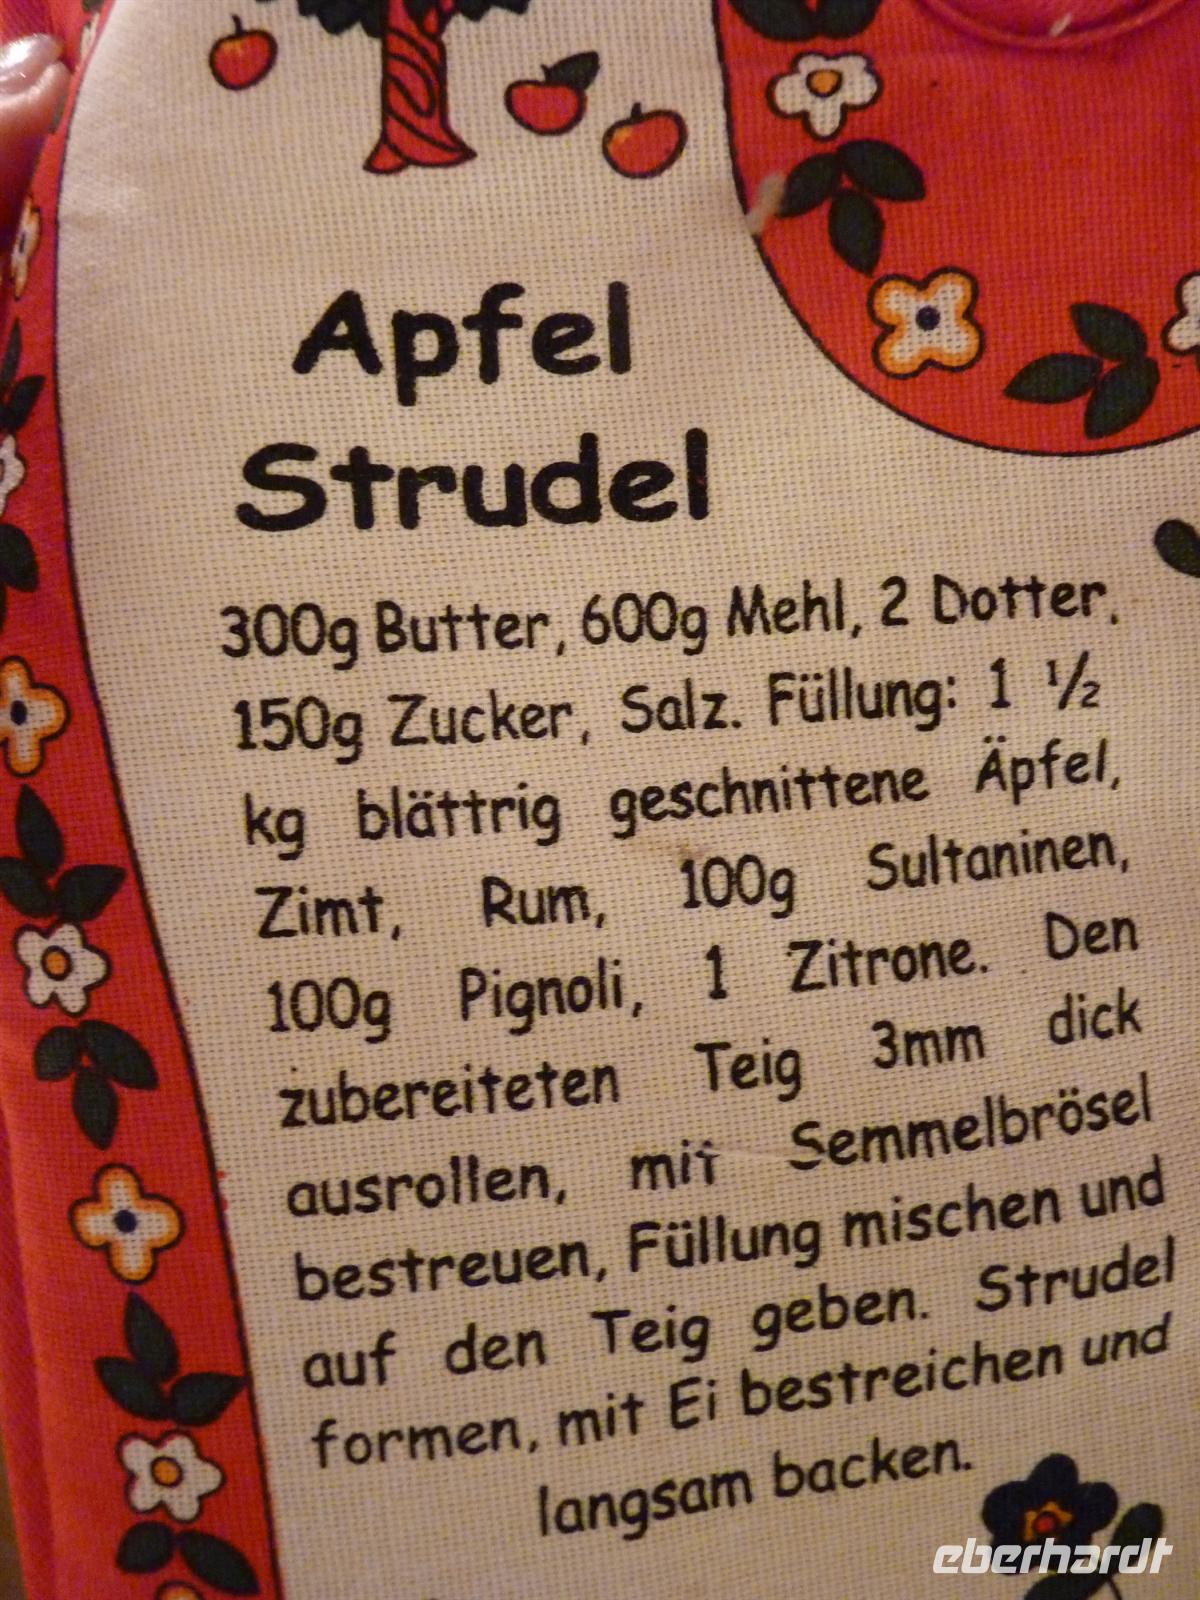 Apfel
Strudel
300g Butter, 600g Mehl, 2 Dotter,
150g Zucker, Salz. Füllung: 1 ½
kg blättrig geschnittene Äpfel,
Zimt, Rum, 100g Sultaninen,
100g Pignoli, 1 Zitrone. Den
zubereiteten Teig 3mm dick
ausrollen, mit Semmelbrösel
bestreuen, Füllung mischen und
auf den Teig geben. Strudel
formen, mit Ei bestreichen und
langsam backen.
eberhardt